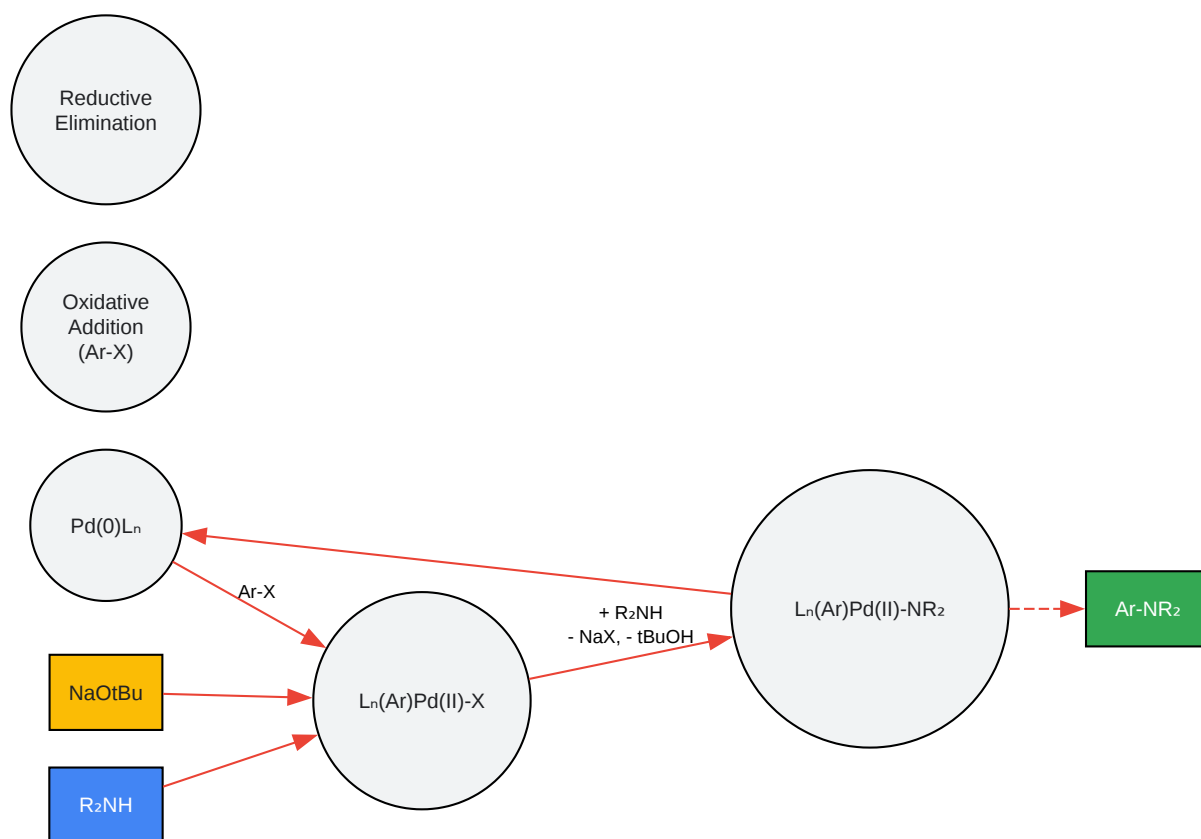 Reductive
Elimination
Oxidative
Addition
(Ar-X)
Pd(0)Lₙ
Ar-X
+ R₂NH
- NaX, - tBuOH
Lₙ(Ar)Pd(II)-NR₂
Ar-NR₂
NaOtBu
Lₙ(Ar)Pd(II)-X
R₂NH